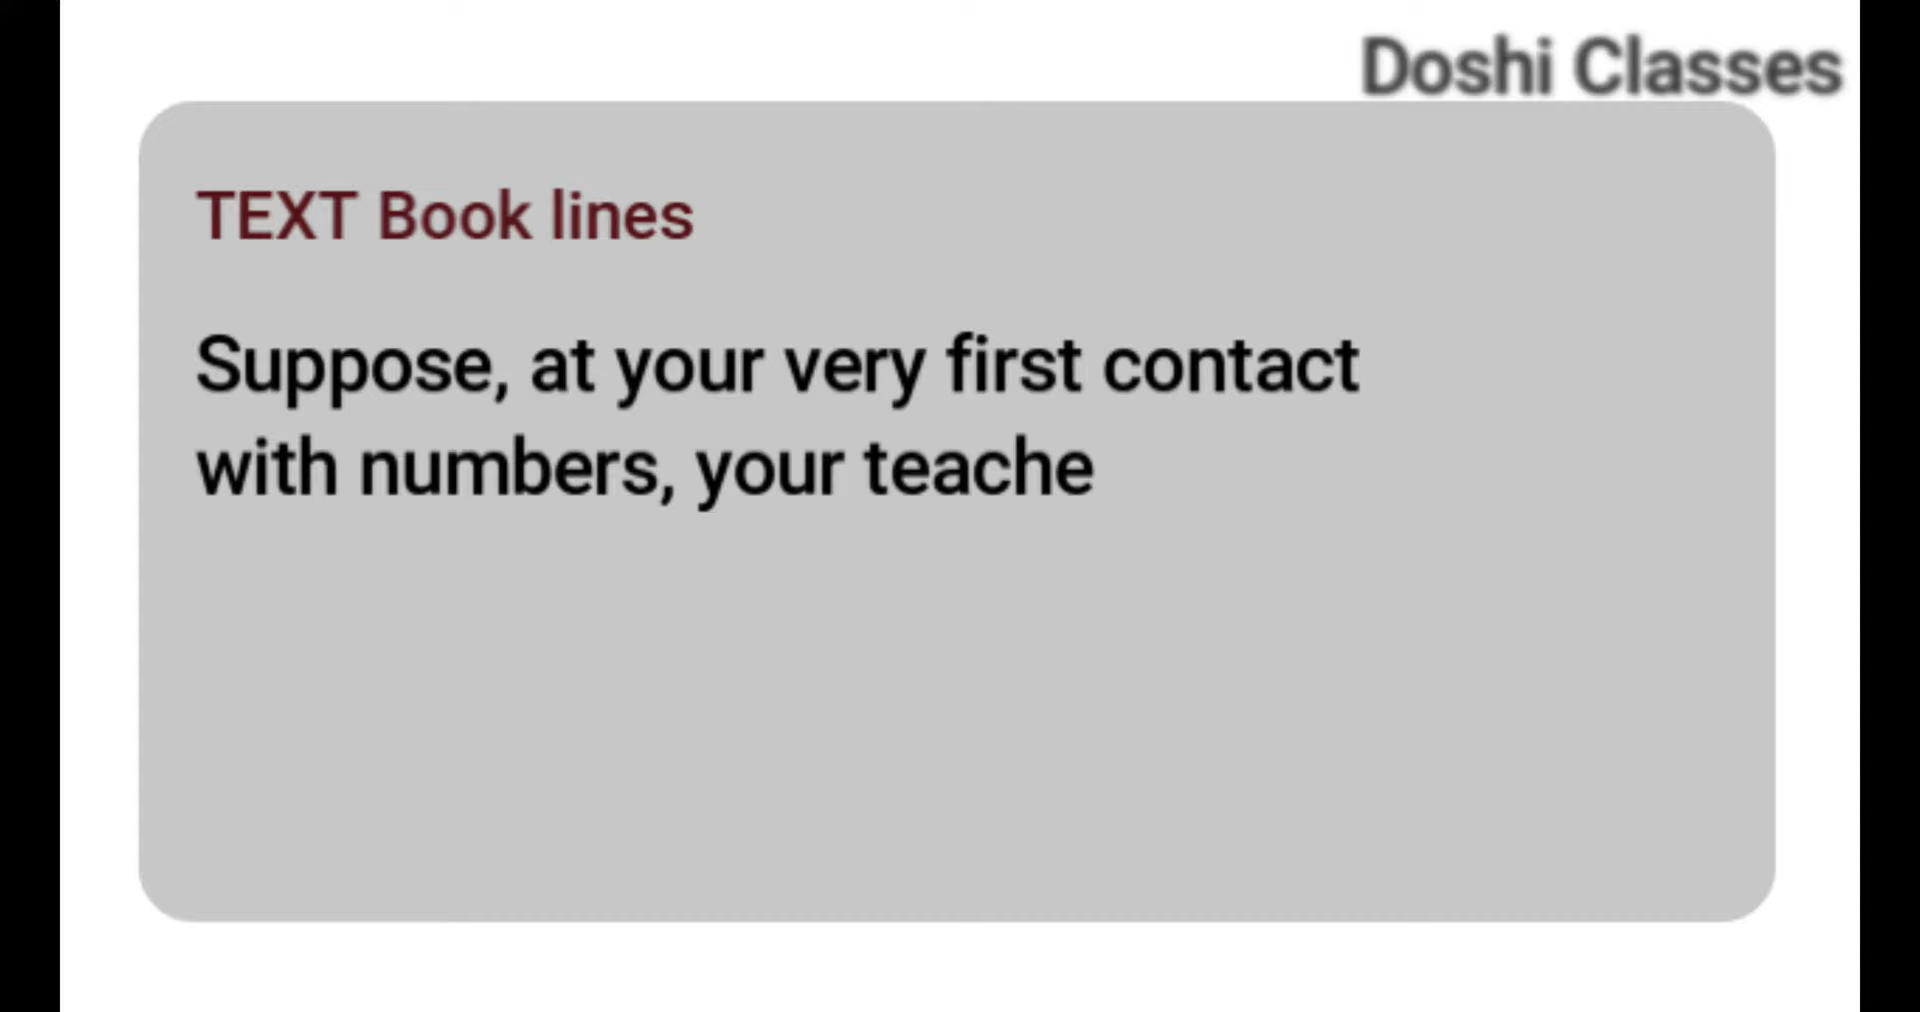 Doshi Classes
TEXT Book lines
Suppose, at your very first contact
with numbers, your teache